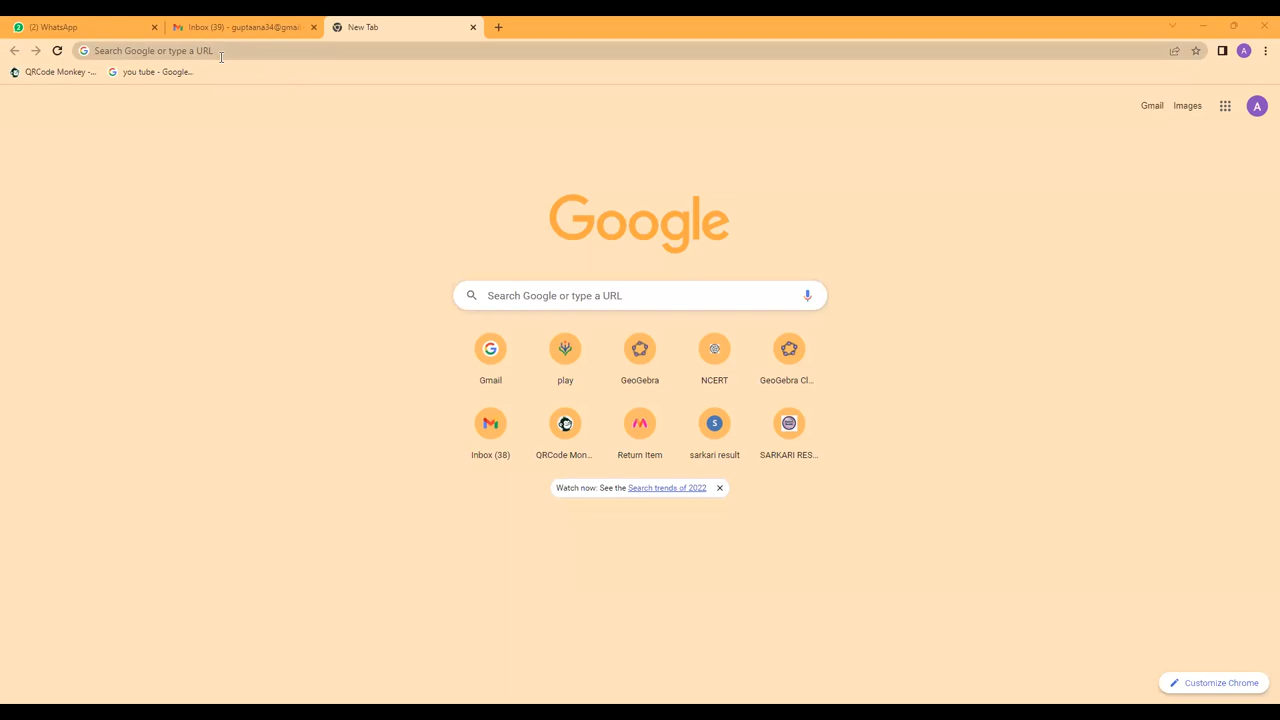 (2) WhatsApp
Inbox (39) - guptaana34@gmail
New Tab
Search Google or type a URL
QRCode Monkey -...
you tube - Google...
A
Gmail
Images
A
Google
Search Google or type a URL
Gmail
play
GeoGebra
NCERT
GeoGebra Cl...
S
Inbox (38)
QRCode Mon...
Return Item
sarkari result
SARKARI RES...
Watch now: See the Search trends of 2022
Customize Chrome